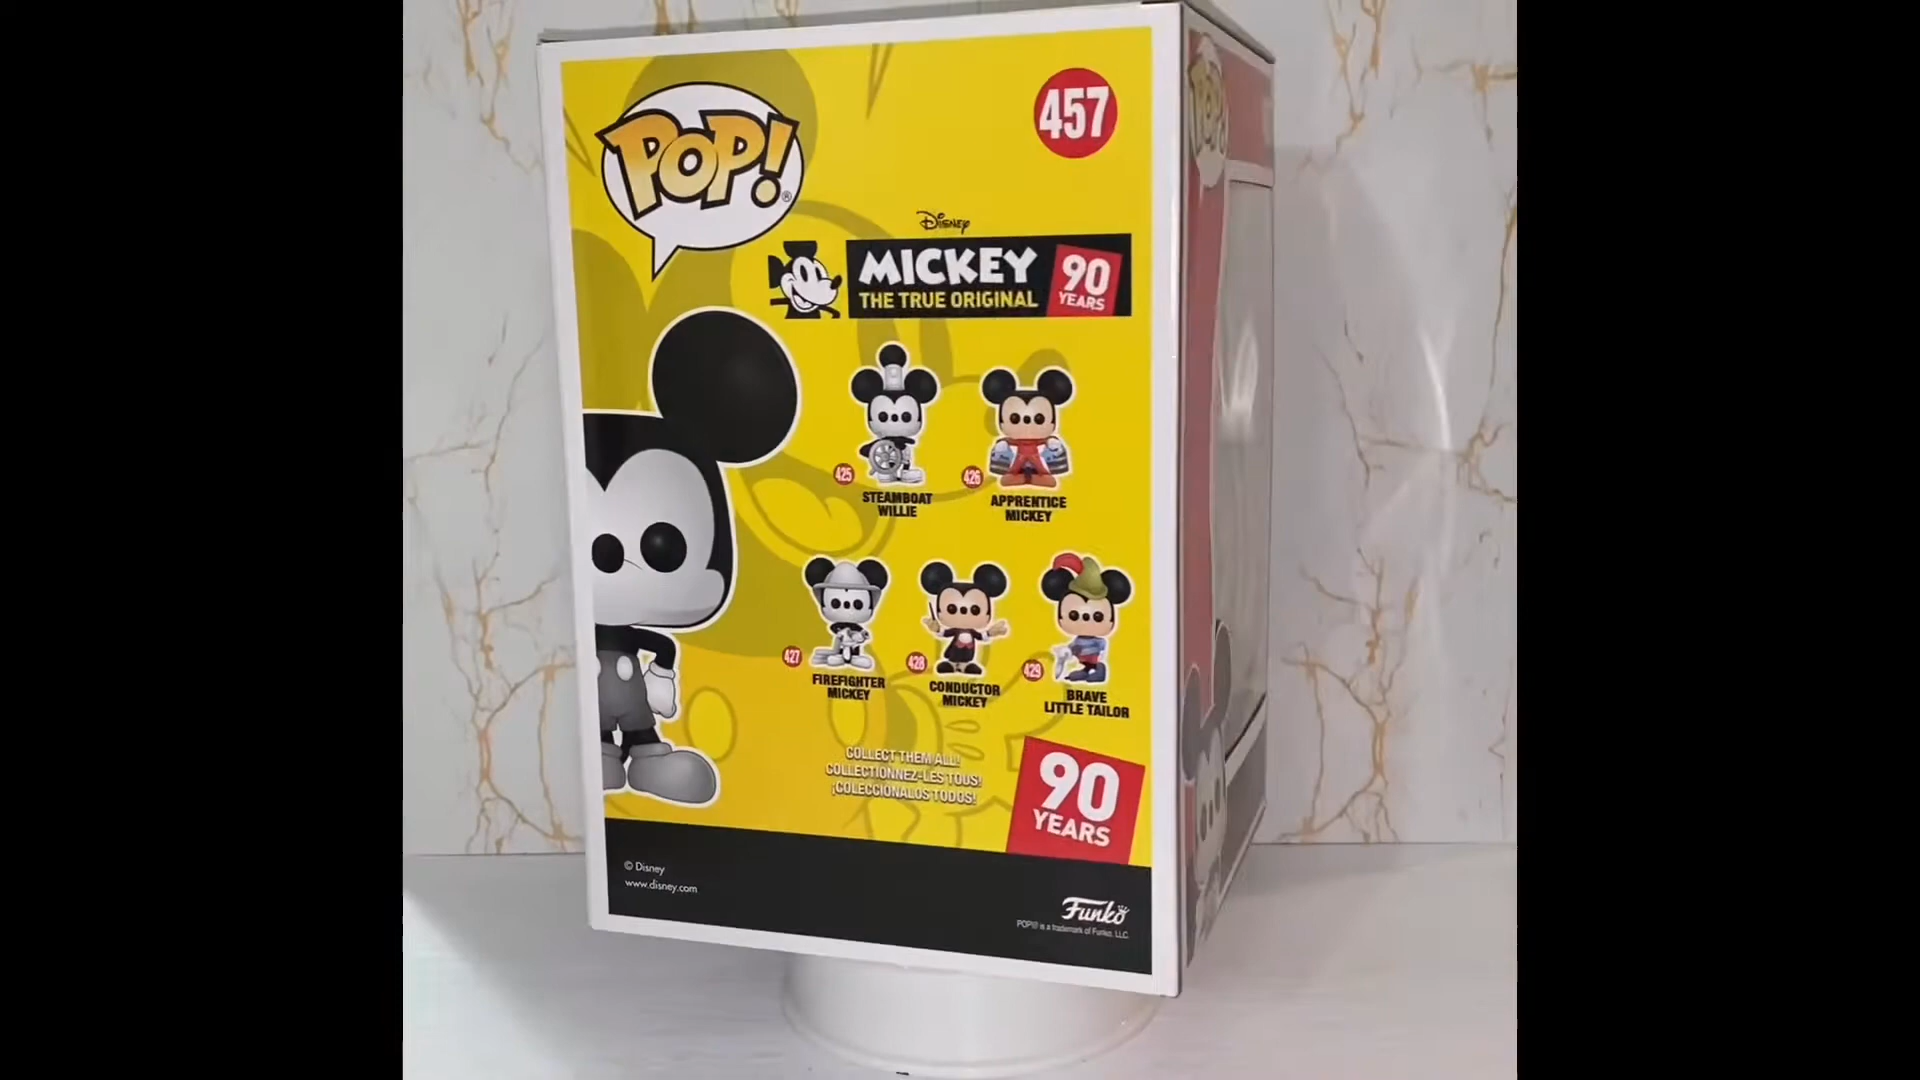 POP!
®
457
Disney
MICKEY
THE TRUE ORIGINAL
90
YEARS
425
STEAMBOAT
WILLIE
426
APPRENTICE
MICKEY
427
FIREFIGHTER
MICKEY
428
CONDUCTOR
MICKEY
429
BRAVE
LITTLE TAILOR
COLLECT THEM ALL!
COLLECTIONNEZ-LES TOUS!
¡COLECCIÓNALOS TODOS!
90
YEARS
© Disney
www.disney.com
Funko
POP!® is a trademark of Funko, LLC.
POP!